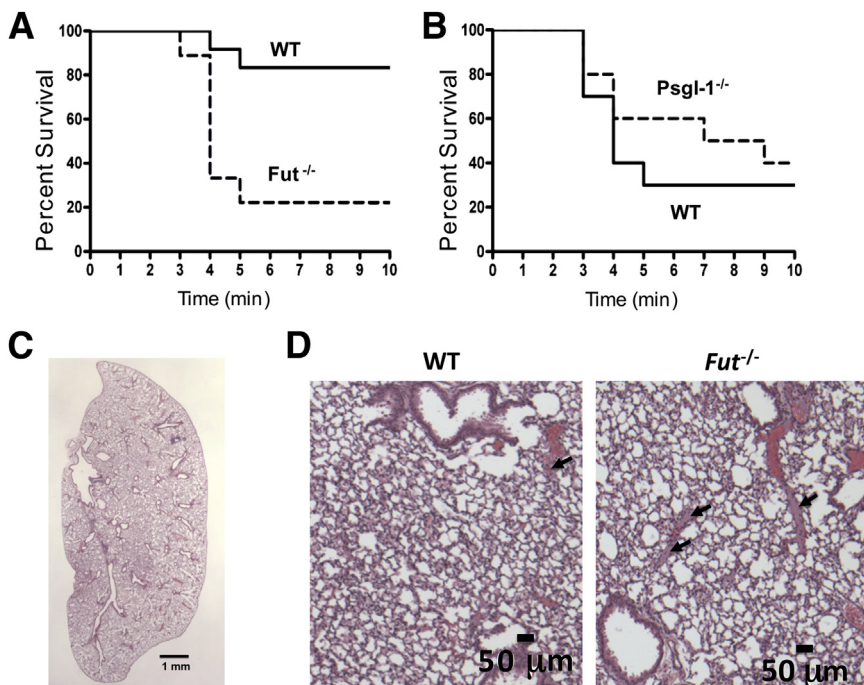 A
Percent Survival
100
80
60
40
20
0
WT
Fut -/-
0 1 2 3 4 5 6 7 8 9 10
Time (min)
B
Percent Survival
100
80
60
40
20
0
Psgl-1-/-
WT
0 1 2 3 4 5 6 7 8 9 10
Time (min)
C
1 mm
D
WT
Fut-/-
50 μm
50 μm